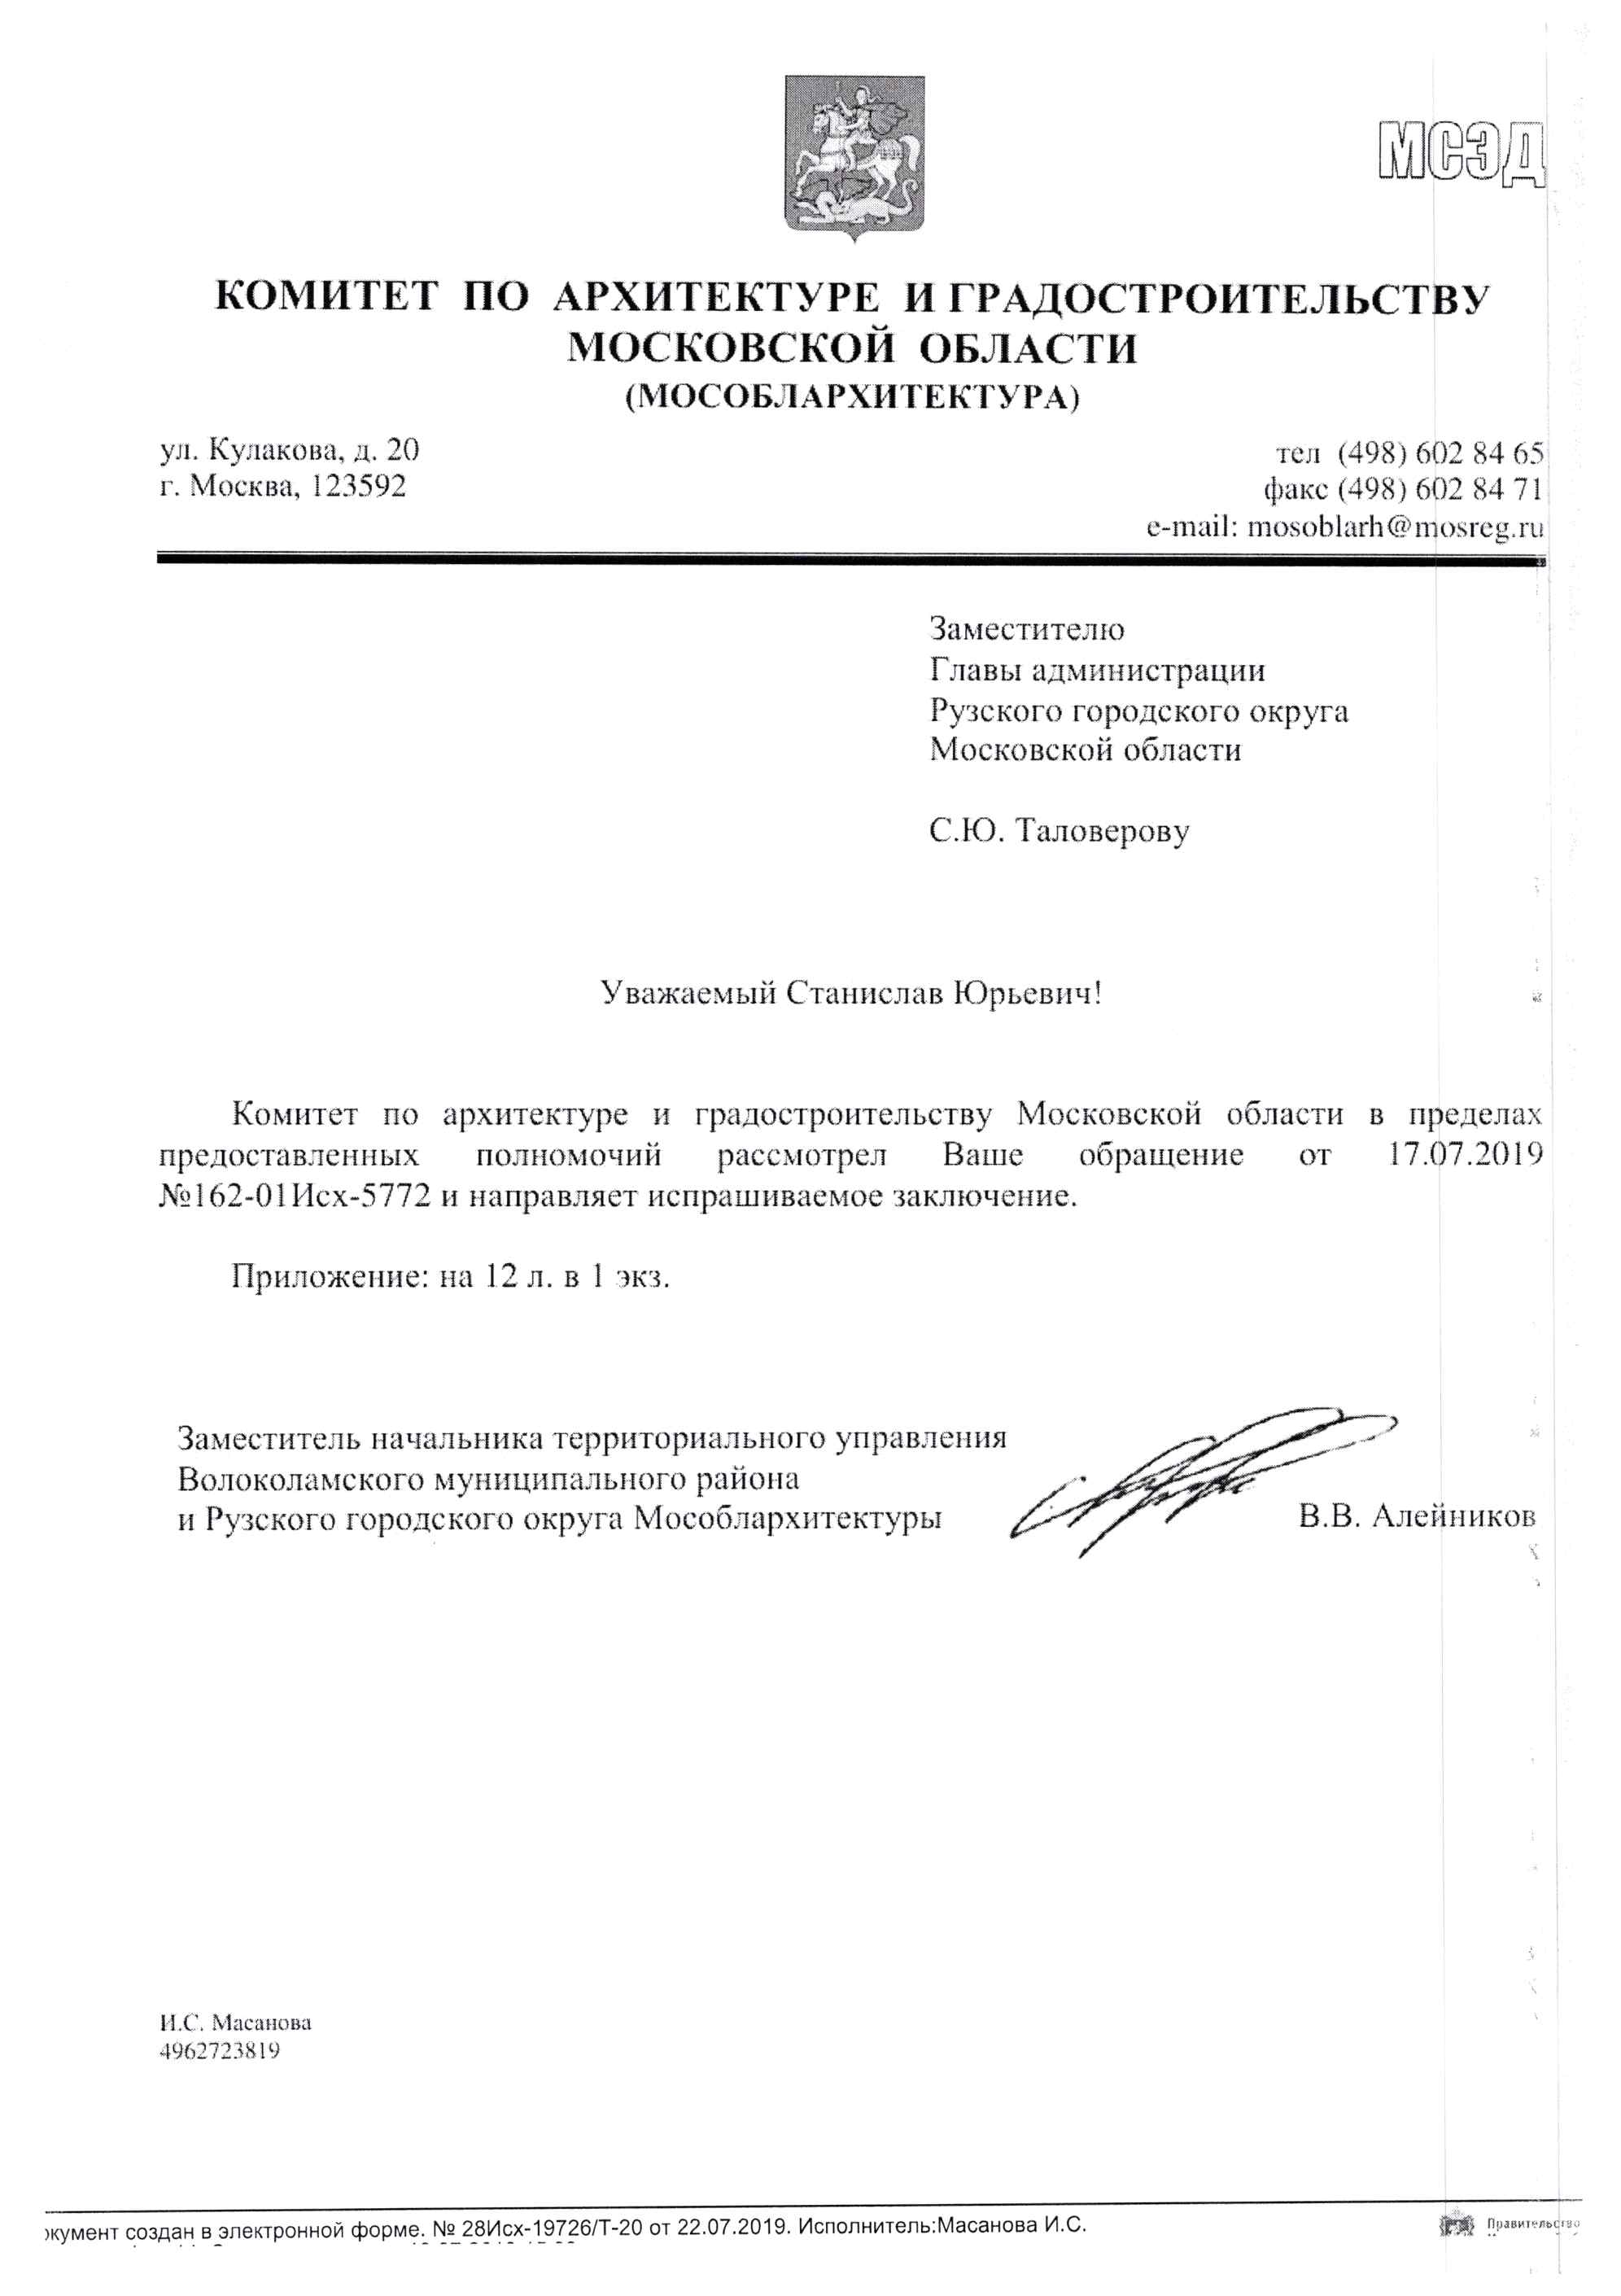 МСЭД
КОМИТЕТ ПО АРХИТЕКТУРЕ И ГРАДОСТРОИТЕЛЬСТВУ
МОСКОВСКОЙ ОБЛАСТИ
(МОСОБЛАРХИТЕКТУРА)
ул. Кулакова, д. 20
г. Москва, 123592
тел (498) 602 84 65
факс (498) 602 84 71
e-mail: mosoblarh@mosreg.ru
Заместителю
Главы администрации
Рузского городского округа
Московской области
С.Ю. Таловерову
Уважаемый Станислав Юрьевич!
Комитет по архитектуре и градостроительству Московской области в пределах
предоставленных полномочий рассмотрел Ваше обращение от 17.07.2019
№162-01Исх-5772 и направляет испрашиваемое заключение.
Приложение: на 12 л. в 1 экз.
Заместитель начальника территориального управления
Волоколамского муниципального района
и Рузского городского округа Мособлархитектуры
В.В. Алейников
И.С. Масанова
4962723819
окумент создан в электронной форме. № 28Исх-19726/Т-20 от 22.07.2019. Исполнитель:Масанова И.С.
Правительство